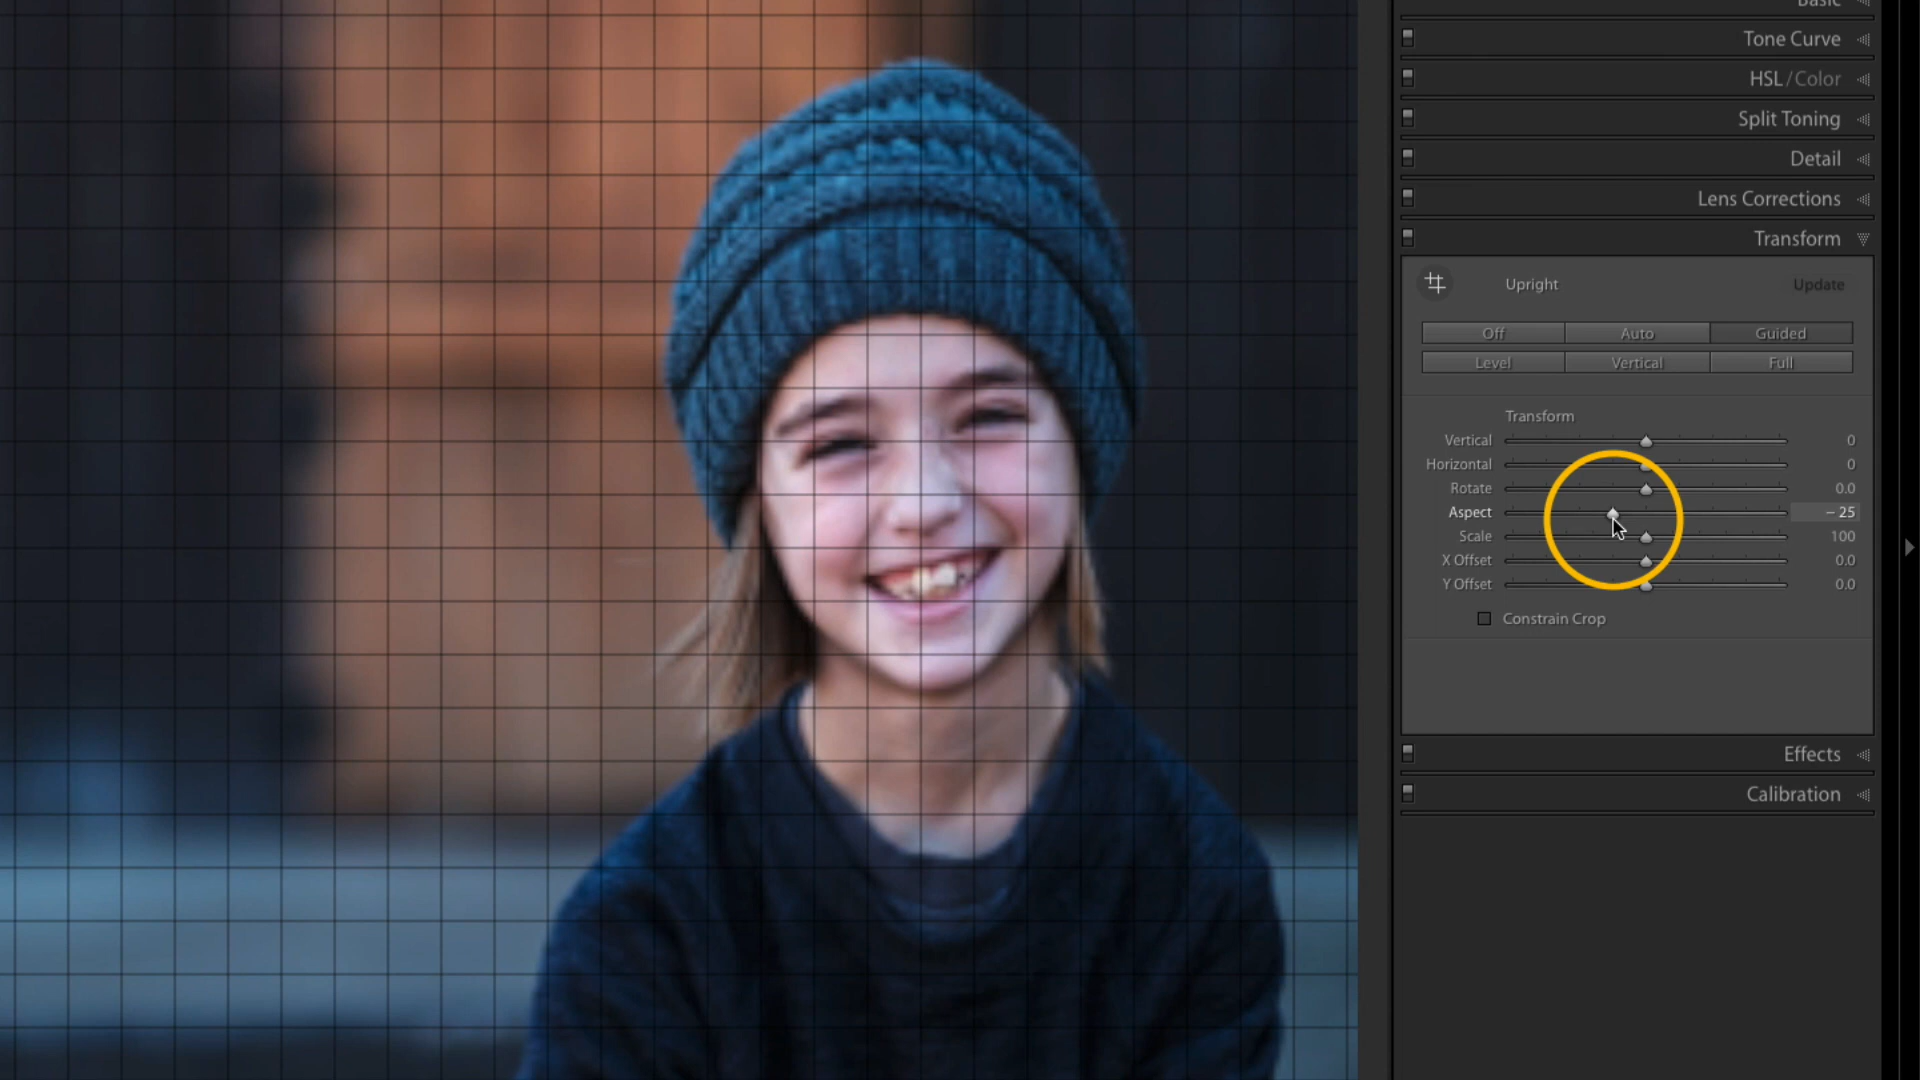 Basic
Tone Curve
HSL / Color
Split Toning
Detail
Lens Corrections
Transform
Upright Update
Off Auto Guided
Level Vertical Full
Transform
Vertical 0
Horizontal 0
Rotate 0.0
Aspect – 25
Scale 100
X Offset 0.0
Y Offset 0.0
Constrain Crop
Effects
Calibration